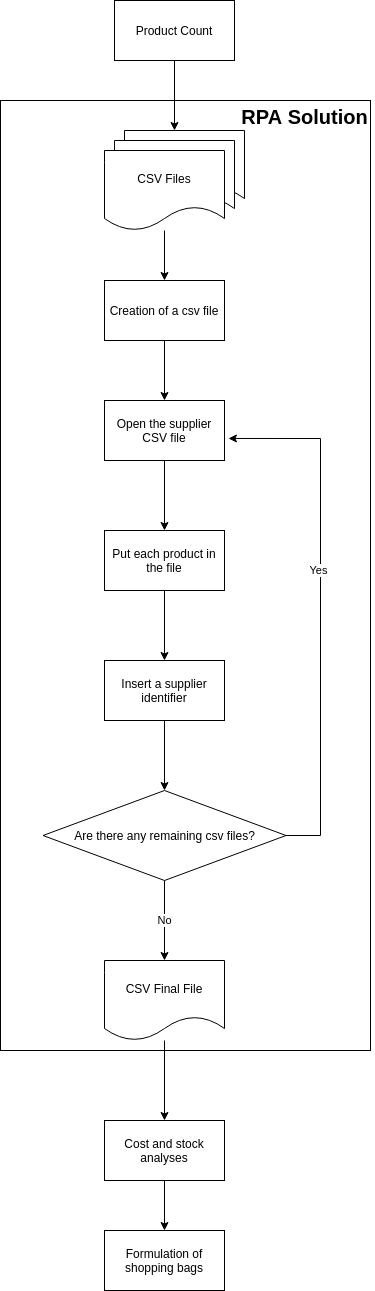 Product Count
RPA Solution
CSV Files
Creation of a csv file
Open the supplier
CSV file
Put each product in
the file
Yes
Insert a supplier
identifier
Are there any remaining csv files?
No
CSV Final File
Cost and stock
analyses
Formulation of
shopping bags